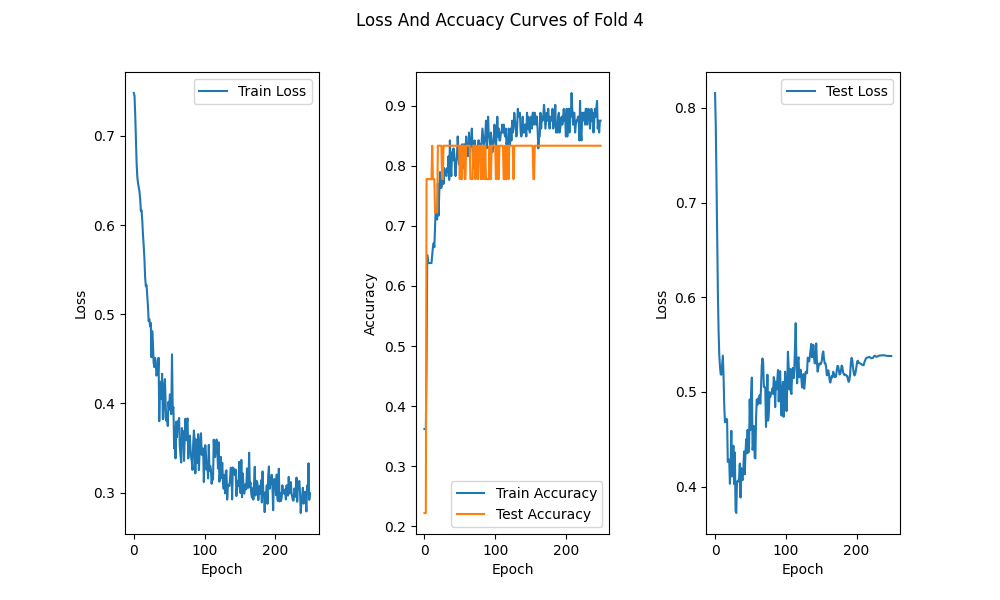 Loss And Accuacy Curves of Fold 4
Train Loss
0.7
0.6
0.5
0.4
0.3
Loss
0 100 200
Epoch
0.9
0.8
0.7
0.6
0.5
0.4
0.3
0.2
Accuracy
Train Accuracy
Test Accuracy
0 100 200
Epoch
Test Loss
0.8
0.7
0.6
0.5
0.4
Loss
0 100 200
Epoch